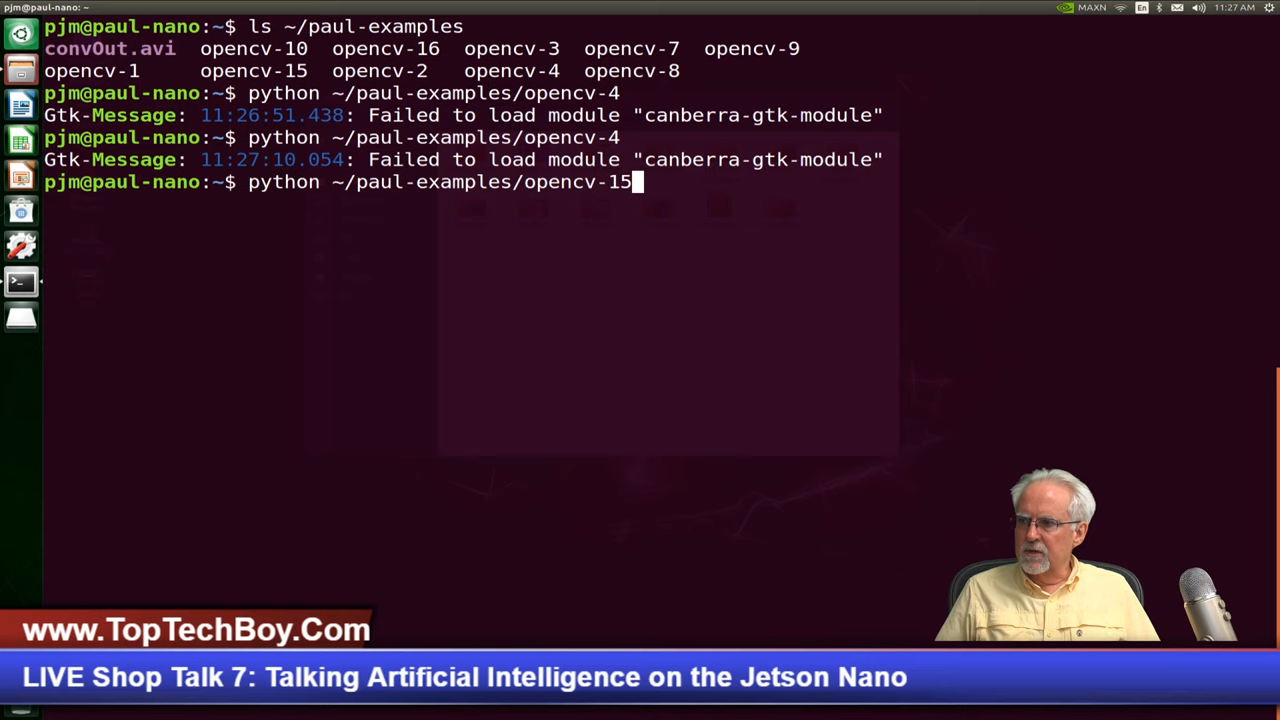 pjm@paul-nano: ~
MAXN En 11:27 AM
pjm@paul-nano:~$ ls ~/paul-examples
convOut.avi opencv-10 opencv-16 opencv-3 opencv-7 opencv-9
opencv-1 opencv-15 opencv-2 opencv-4 opencv-8
pjm@paul-nano:~$ python ~/paul-examples/opencv-4
Gtk-Message: 11:26:51.438: Failed to load module "canberra-gtk-module"
pjm@paul-nano:~$ python ~/paul-examples/opencv-4
Gtk-Message: 11:27:10.054: Failed to load module "canberra-gtk-module"
pjm@paul-nano:~$ python ~/paul-examples/opencv-15
www.TopTechBoy.Com
LIVE Shop Talk 7: Talking Artificial Intelligence on the Jetson Nano